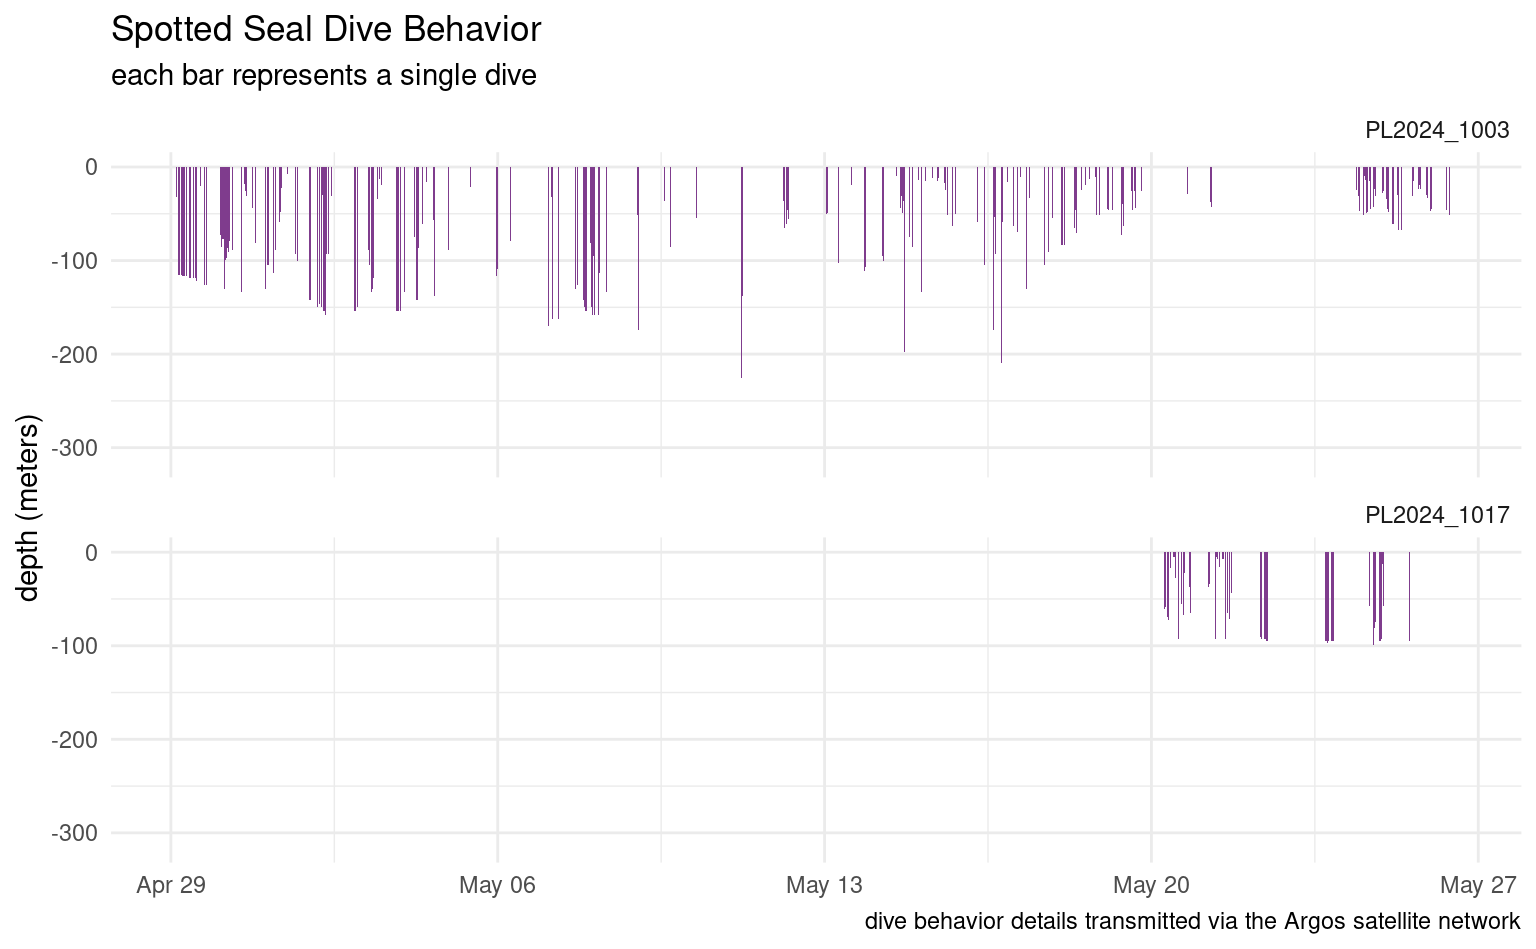 Spotted Seal Dive Behavior
each bar represents a single dive
PL2024_1003
0
-100
-200
-300
depth (meters)
PL2024_1017
0
-100
-200
-300
Apr 29
May 06
May 13
May 20
May 27
dive behavior details transmitted via the Argos satellite network